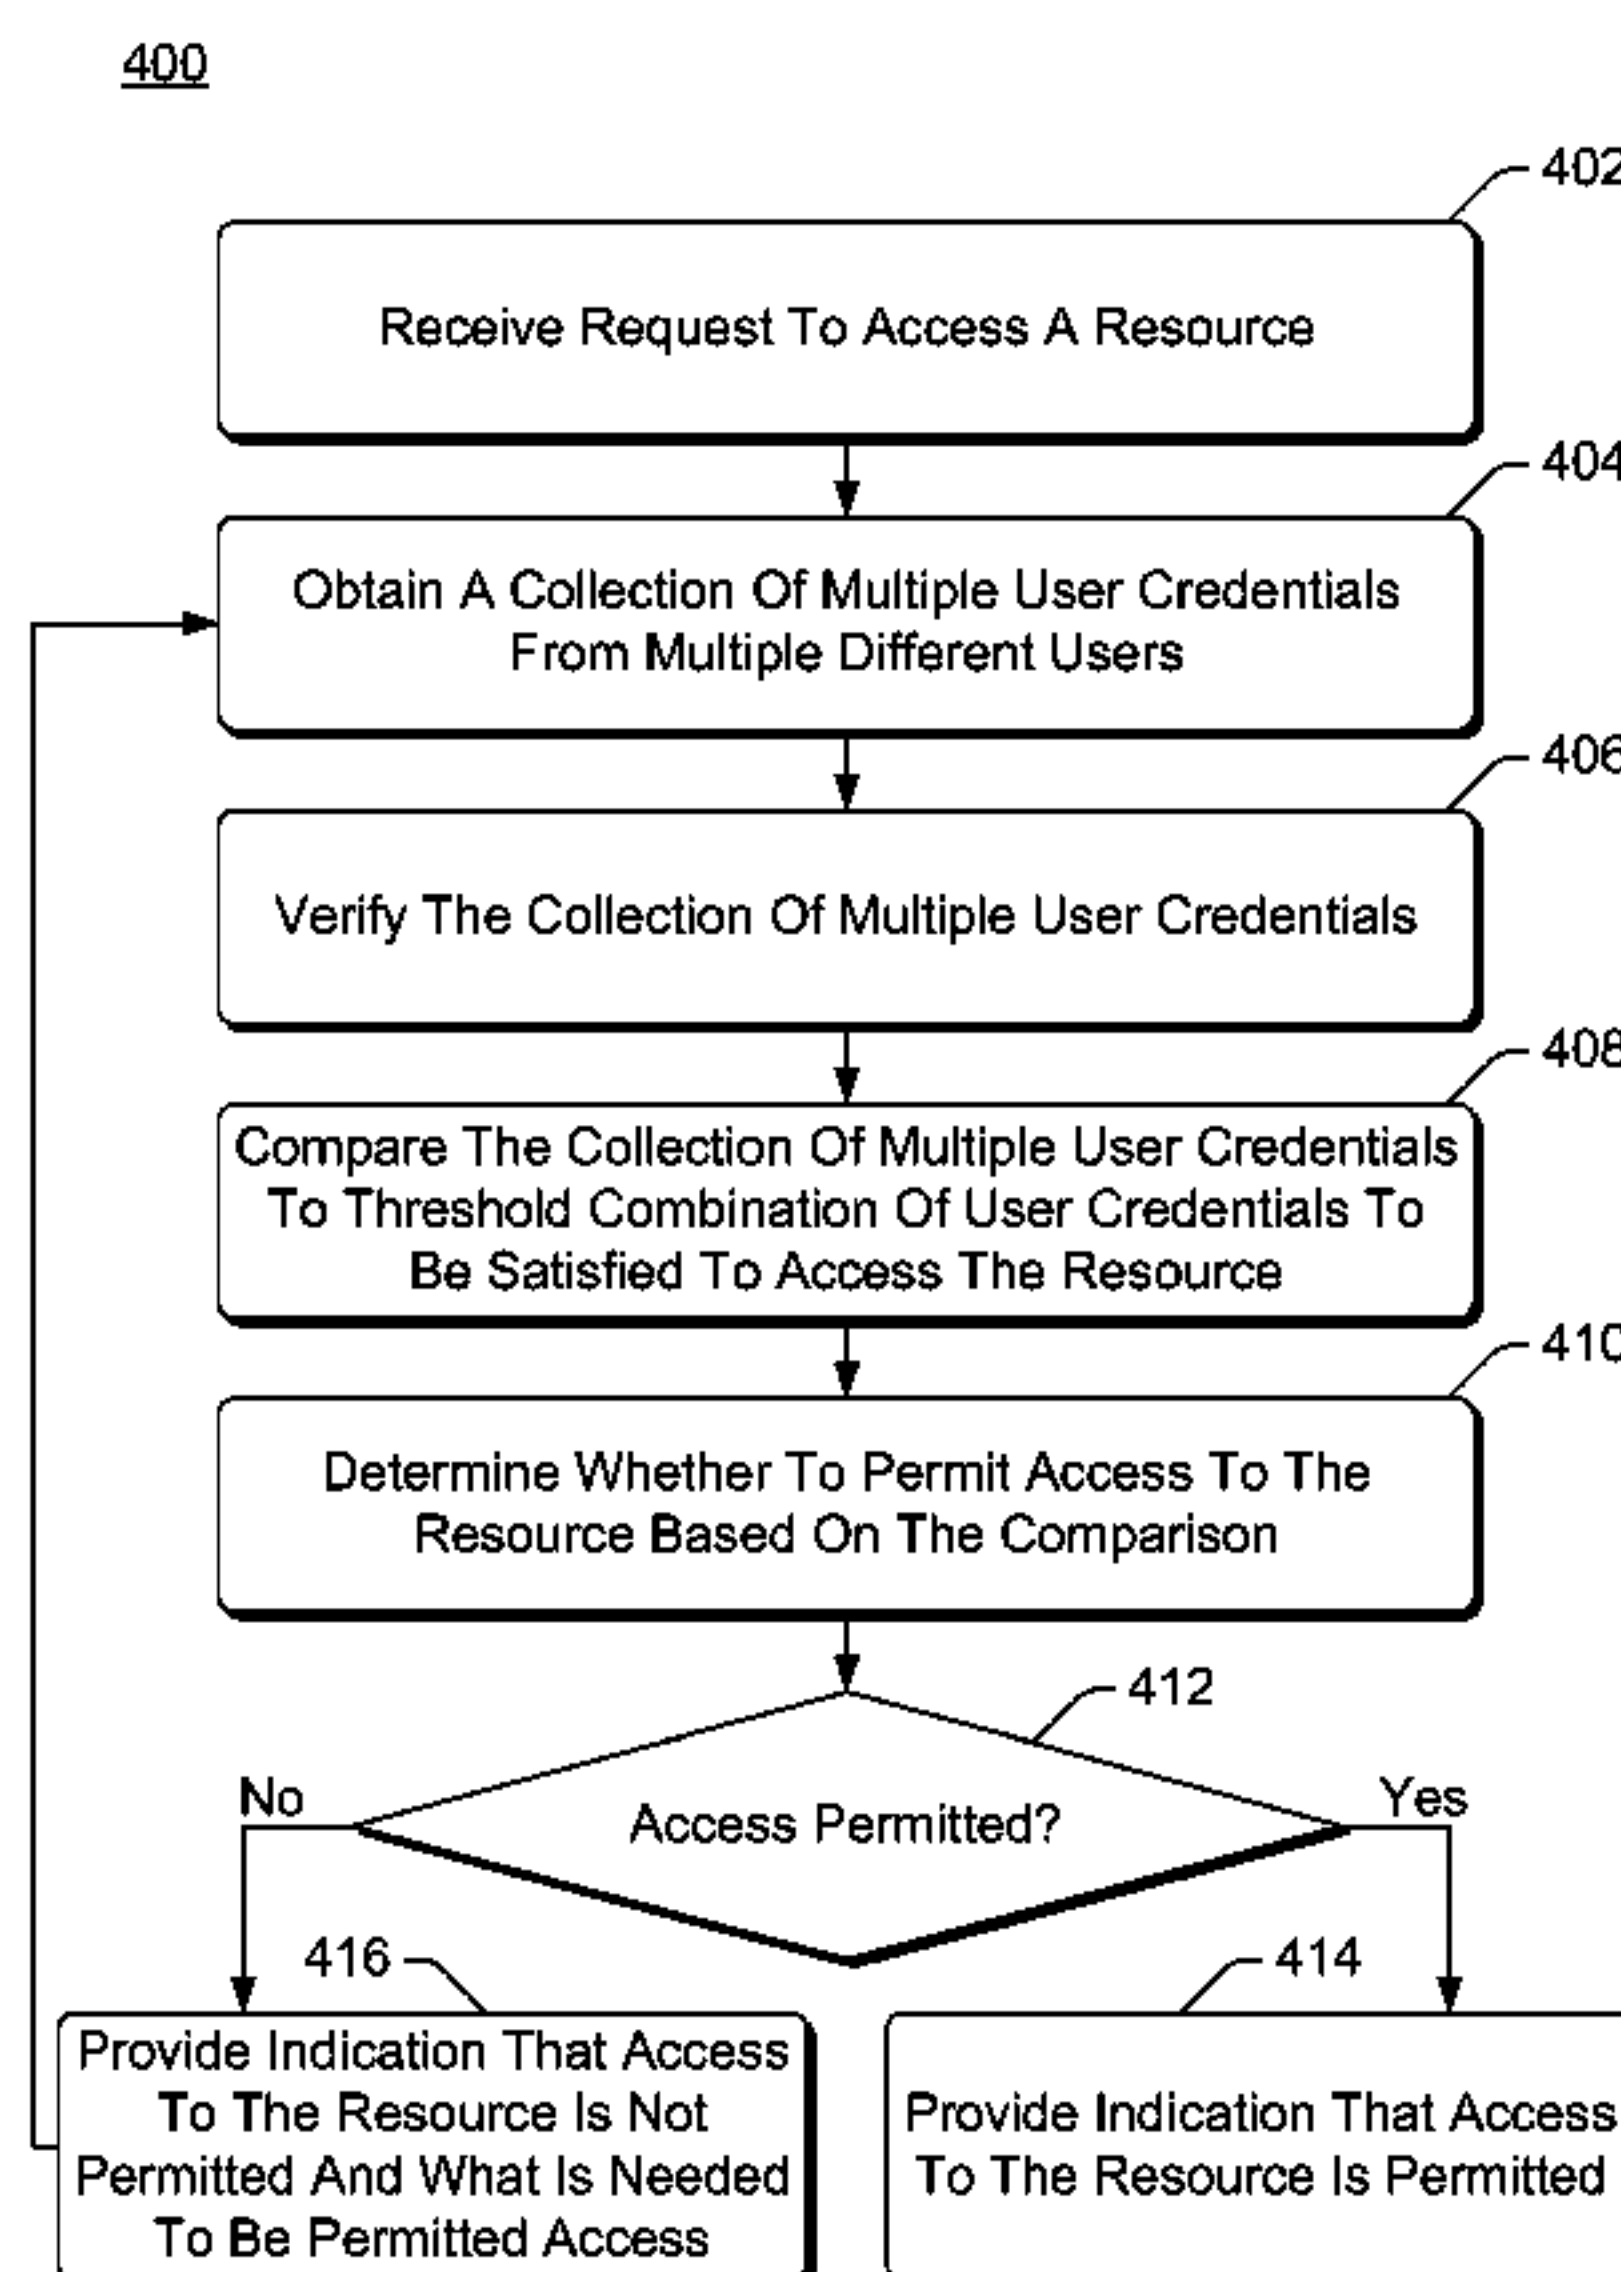 400
402
Receive Request To Access A Resource
404
Obtain A Collection Of Multiple User Credentials
From Multiple Different Users
406
Verify The Collection Of Multiple User Credentials
408
Compare The Collection Of Multiple User Credentials
To Threshold Combination Of User Credentials To
Be Satisfied To Access The Resource
410
Determine Whether To Permit Access To The
Resource Based On The Comparison
412
Access Permitted?
No
Yes
416
414
Provide Indication That Access
To The Resource Is Not
Permitted And What Is Needed
To Be Permitted Access
Provide Indication That Access
To The Resource Is Permitted